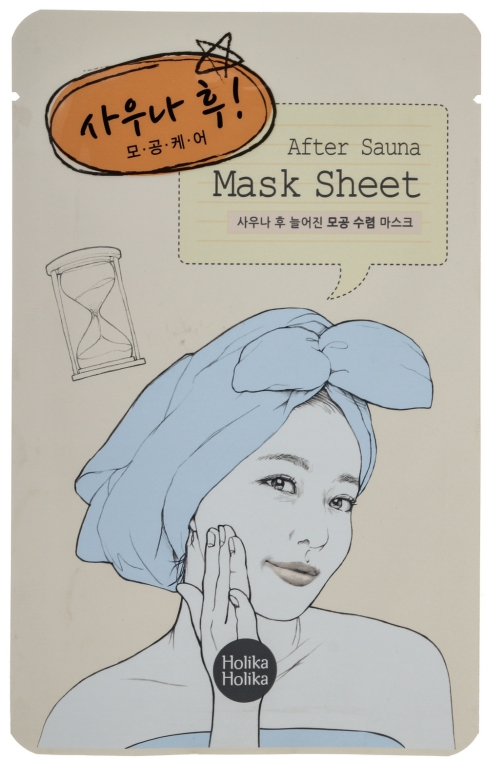 사우나 후!
모·공·케·어
After Sauna
Mask Sheet
사우나 후 늘어진 모공 수렴 마스크
Holika
Holika